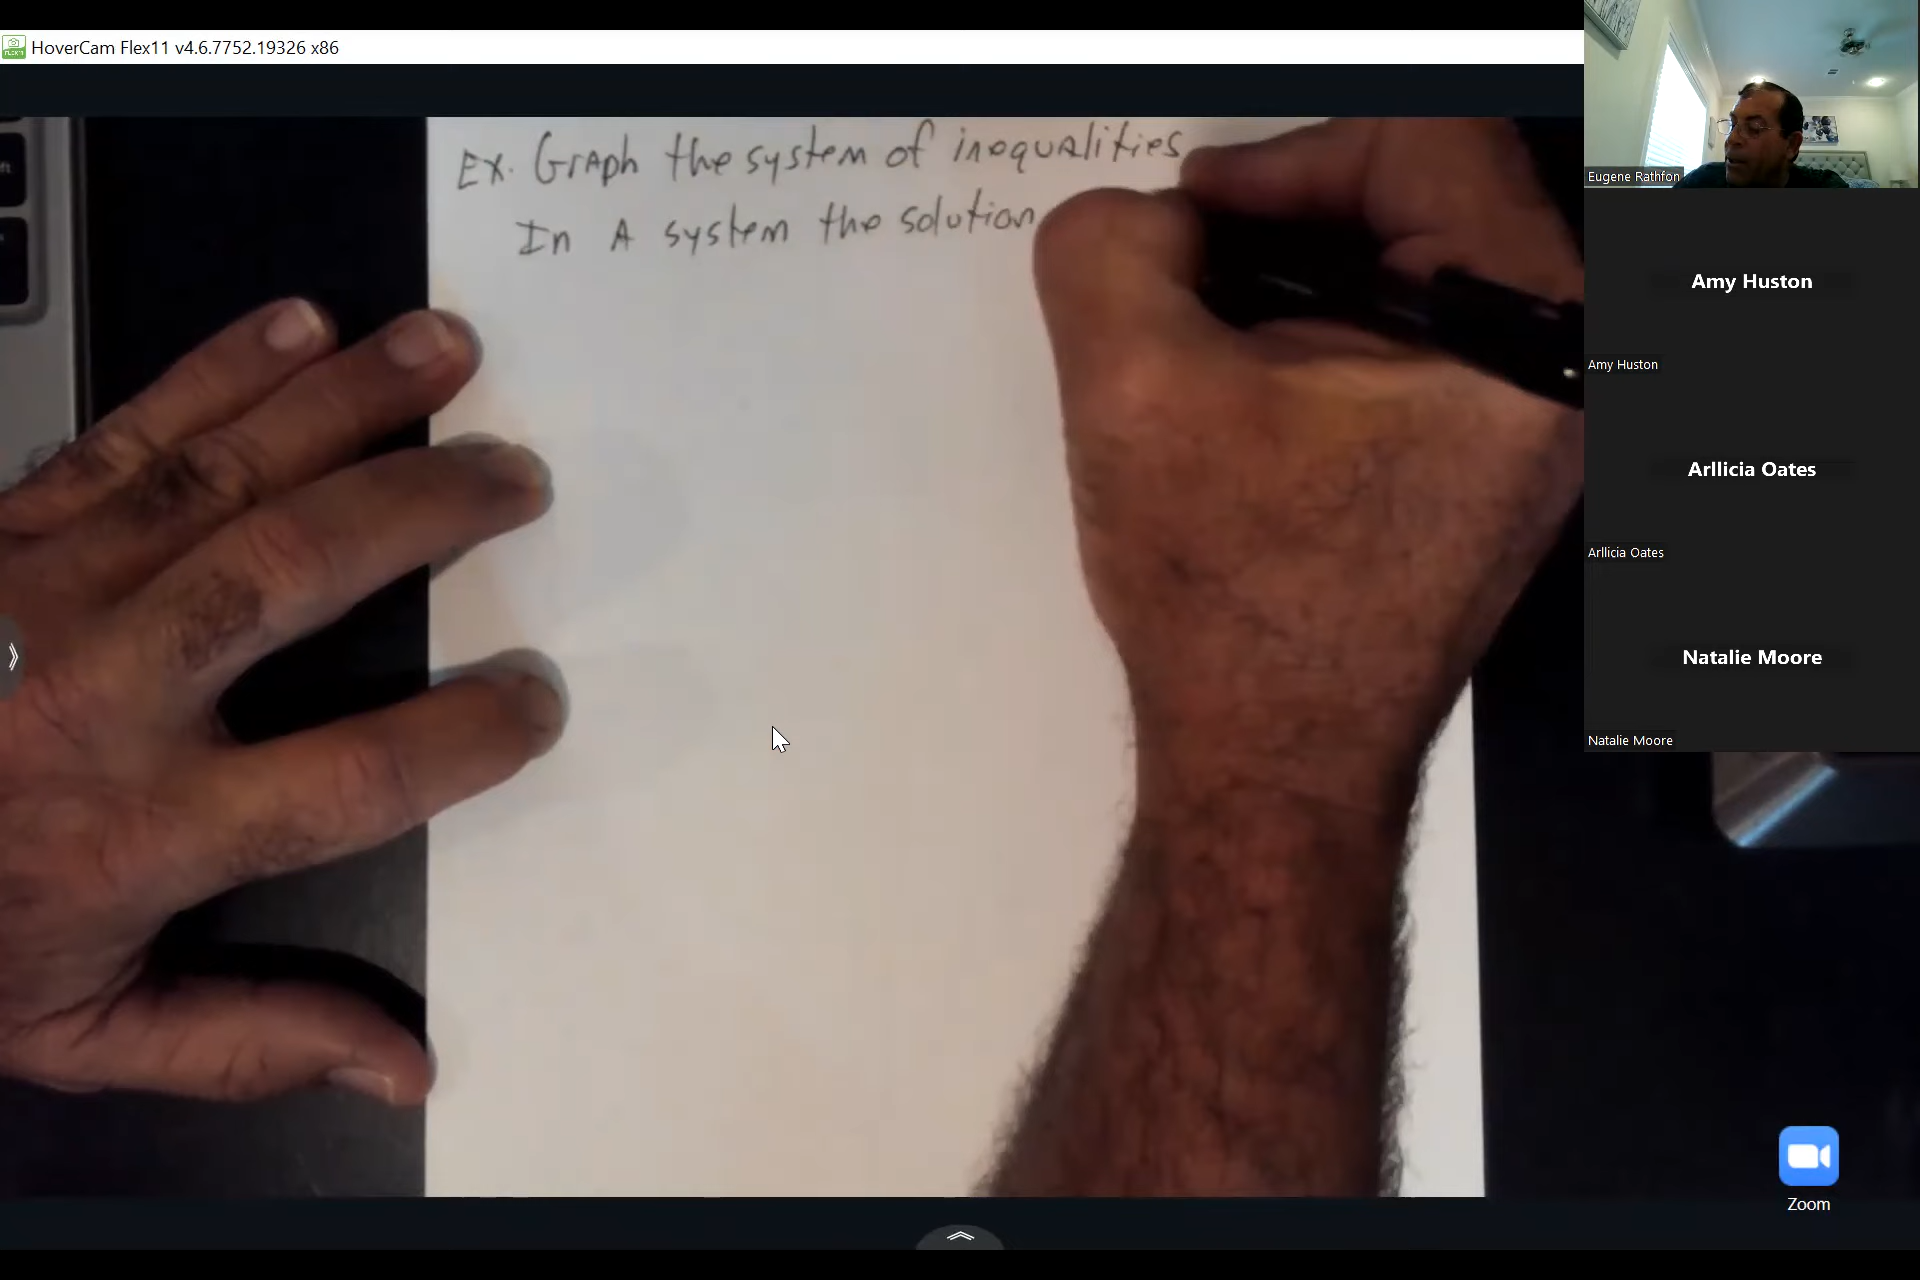 HoverCam Flex11 v4.6.7752.19326 x86
Ex. Graph the system of inequalities
In A system the solution
Eugene Rathfon
Amy Huston
Amy Huston
Arllicia Oates
Arllicia Oates
Natalie Moore
Natalie Moore
Zoom